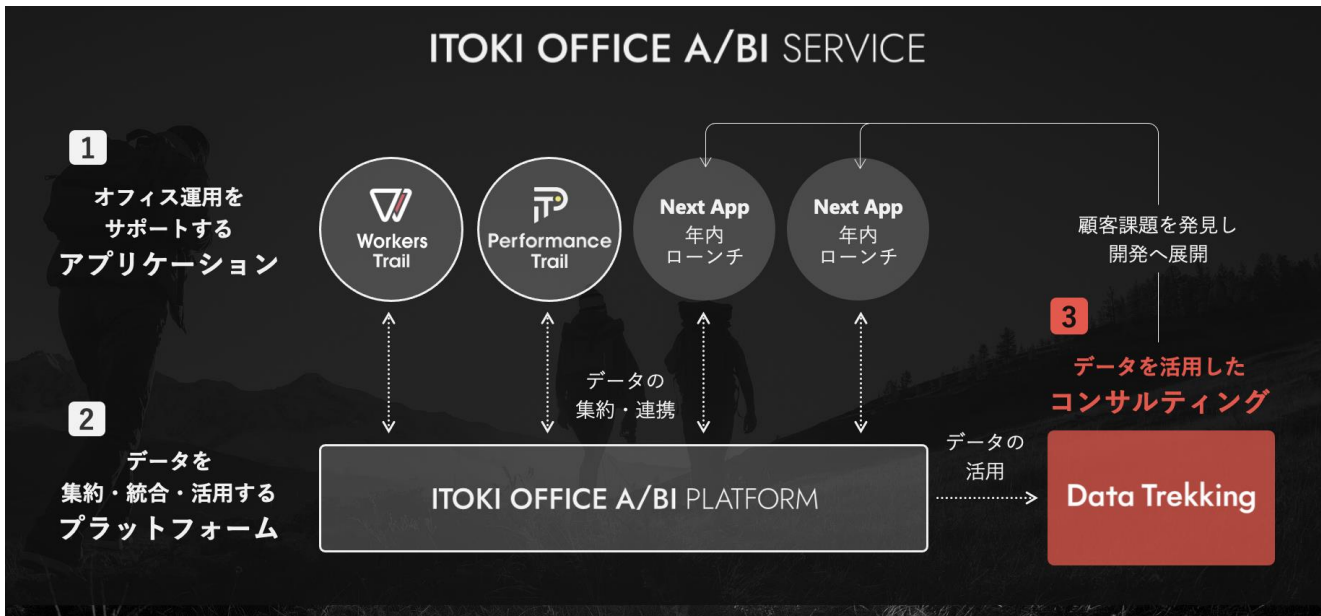 ITOKI OFFICE A/BI SERVICE
1
オフィス運用を
サポートする
アプリケーション
Workers
Trail
Performance
Trail
Next App
年内
ローンチ
Next App
年内
ローンチ
顧客課題を発見し
開発へ展開
データの
集約・連携
2
データを
集約・統合・活用する
プラットフォーム
ITOKI OFFICE A/BI PLATFORM
データの
活用
3
データを活用した
コンサルティング
Data Trekking